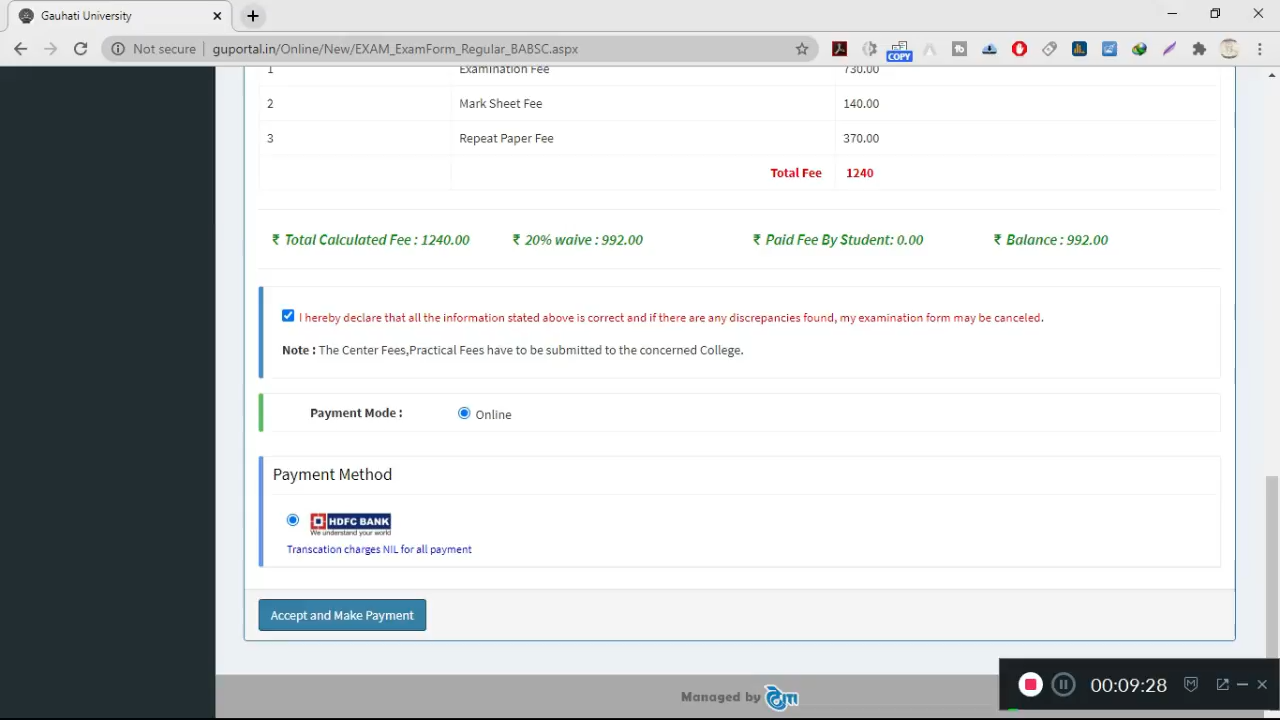 Gauhati University
Not secure guportal.in/Online/New/EXAM_ExamForm_Regular_BABSC.aspx
COPY
1 Examination Fee 730.00
2 Mark Sheet Fee 140.00
3 Repeat Paper Fee 370.00
Total Fee 1240
₹ Total Calculated Fee : 1240.00 ₹ 20% waive : 992.00 ₹ Paid Fee By Student: 0.00 ₹ Balance : 992.00
I hereby declare that all the information stated above is correct and if there are any discrepancies found, my examination form may be canceled.
Note : The Center Fees,Practical Fees have to be submitted to the concerned College.
Payment Mode : Online
Payment Method
HDFC BANK
We understand your world
Transcation charges NIL for all payment
Accept and Make Payment
Managed by
00:09:28